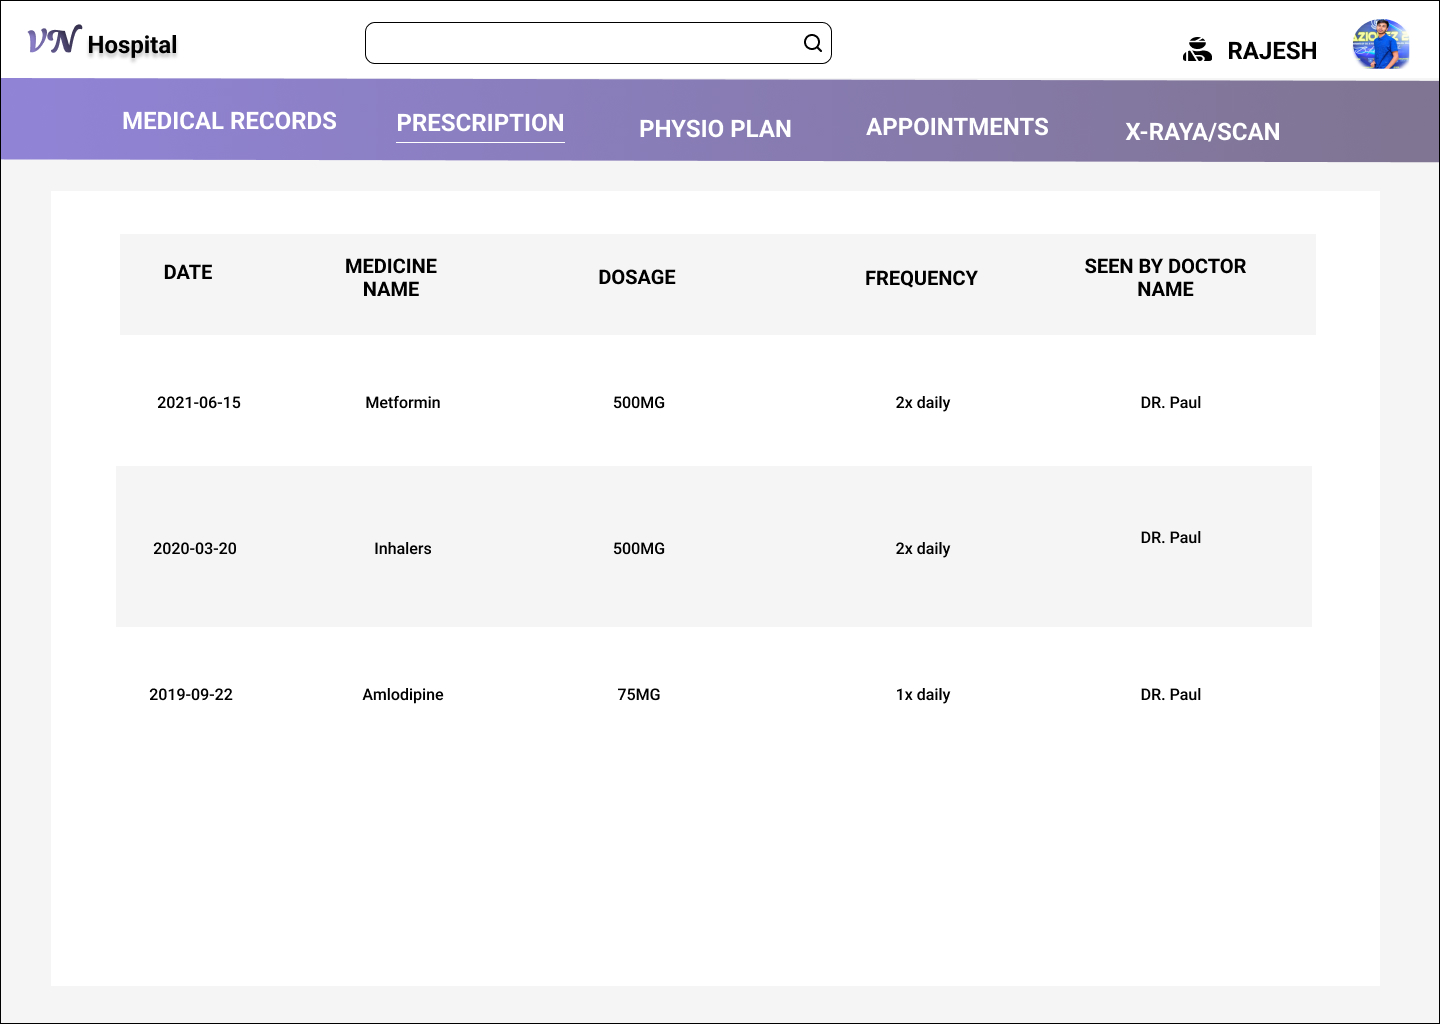 VN Hospital
RAJESH
MEDICAL RECORDS
PRESCRIPTION
PHYSIO PLAN
APPOINTMENTS
X-RAYA/SCAN
DATE
MEDICINE
NAME
DOSAGE
FREQUENCY
SEEN BY DOCTOR
NAME
2021-06-15
Metformin
500MG
2x daily
DR. Paul
2020-03-20
Inhalers
500MG
2x daily
DR. Paul
2019-09-22
Amlodipine
75MG
1x daily
DR. Paul